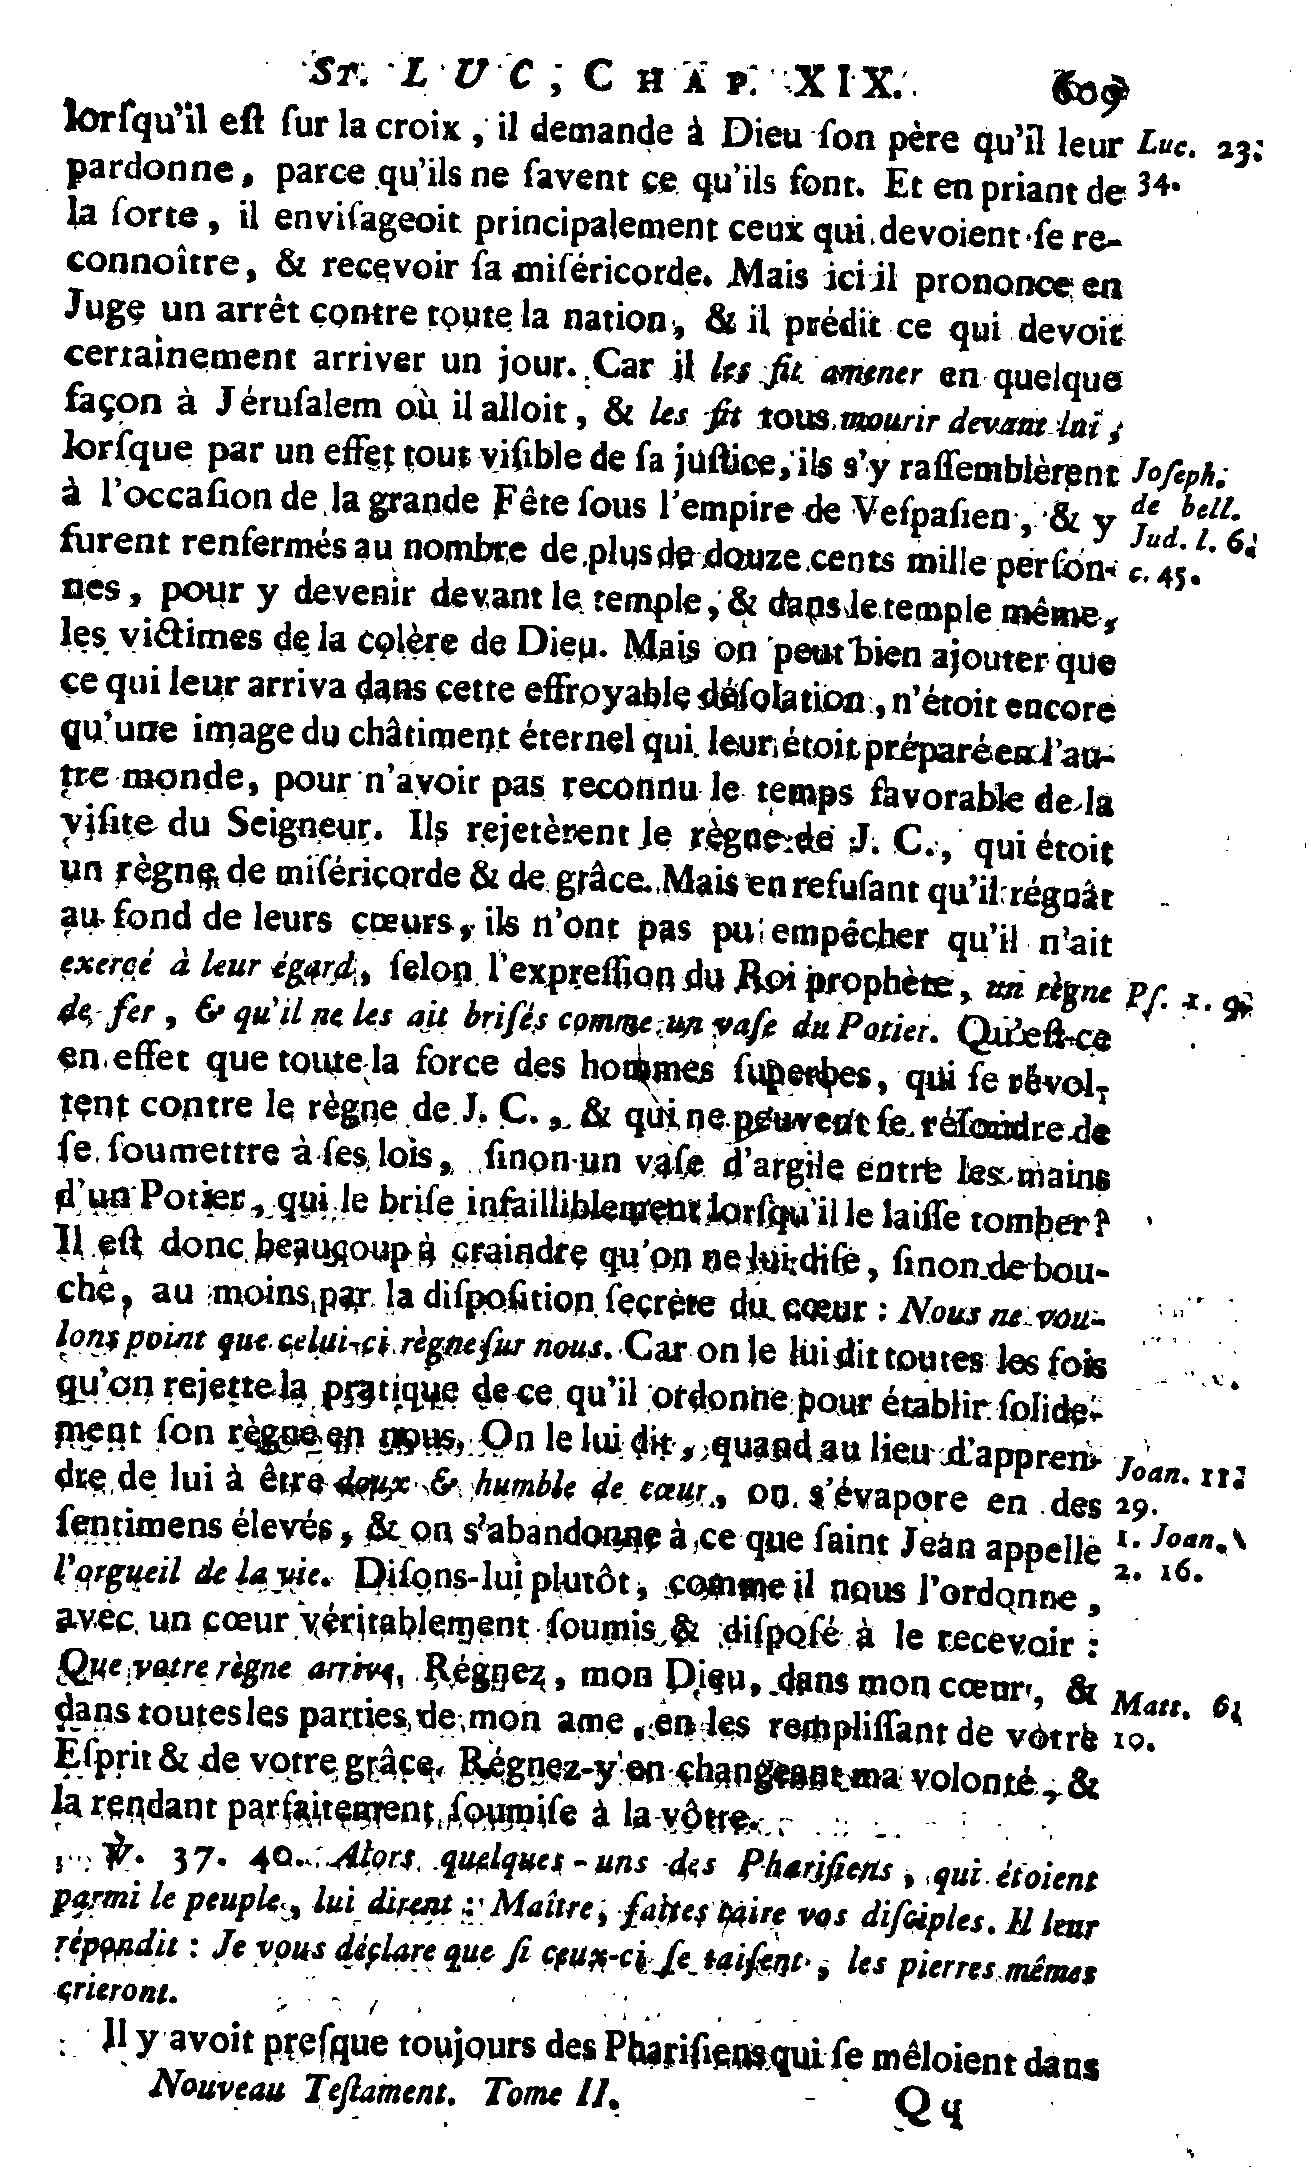 ST. LUC, CHAP. XIX. 609
lorſqu'il eſt ſur la croix, il demande à Dieu ſon père qu'il leur Luc. 23.
pardonne, parce qu'ils ne ſavent ce qu'ils font. Et en priant de 34.
la ſorte, il enviſageoit principalement ceux qui devoient ſe re-
connoître, & recevoir ſa miſéricorde. Mais ici il prononce en
Juge un arrêt contre toute la nation, & il prédit ce qui devoit
certainement arriver un jour. Car il les fit amener en quelque
façon à Jéruſalem où il alloit, & les fit tous mourir devant lui,
lorſque par un effet tout viſible de ſa juſtice, ils s'y raſſemblèrent Joſeph.
à l'occaſion de la grande Fête ſous l'empire de Veſpaſien, & y de bell.
furent renfermés au nombre de plus de douze cents mille perſon- Jud. l. 6.
nes, pour y devenir devant le temple, & dans le temple même, c. 45.
les victimes de la colère de Dieu. Mais on peut bien ajouter que
ce qui leur arriva dans cette effroyable déſolation, n'étoit encore
qu'une image du châtiment éternel qui leur étoit préparé en l'au-
tre monde, pour n'avoir pas reconnu le temps favorable de la
viſite du Seigneur. Ils rejetèrent le règne de J. C., qui étoit
un règne de miſéricorde & de grâce. Mais en refuſant qu'il régnât
au fond de leurs cœurs, ils n'ont pas pu empêcher qu'il n'ait
exercé à leur égard, ſelon l'expreſſion du Roi prophète, un règne Pſ. 2. 9.
de fer, & qu'il ne les ait briſés comme un vaſe du Potier. Qu'eſt-ce
en effet que toute la force des hommes ſuperbes, qui ſe révol-
tent contre le règne de J. C., & qui ne peuvent ſe réſoudre de
ſe ſoumettre à ſes lois, ſinon un vaſe d'argile entre les mains
d'un Potier, qui le briſe infailliblement lorſqu'il le laiſſe tomber?
Il eſt donc beaucoup à craindre qu'on ne lui diſe, ſinon de bou-
che, au moins par la diſpoſition ſecrète du cœur : Nous ne vou-
lons point que celui-ci règne ſur nous. Car on le lui dit toutes les fois
qu'on rejette la pratique de ce qu'il ordonne pour établir ſolide-
ment ſon règne en nous. On le lui dit, quand au lieu d'appren-
dre de lui à être doux & humble de cœur, on s'évapore en des Joan. 11.
ſentimens élevés, & on s'abandonne à ce que ſaint Jean appelle 29.
l'orgueil de la vie. Diſons-lui plutôt, comme il nous l'ordonne, 1. Joan.
avec un cœur véritablement ſoumis & diſpoſé à le recevoir : 2. 16.
Que votre règne arrive. Régnez, mon Dieu, dans mon cœur, &
dans toutes les parties de mon ame, en les rempliſſant de votre Matt. 6.
Eſprit & de votre grâce. Régnez-y en changeant ma volonté, & 10.
la rendant parfaitement ſoumiſe à la vôtre.
℣. 37. 40. Alors quelques-uns des Phariſiens, qui étoient
parmi le peuple, lui dirent : Maître, faites taire vos diſciples. Il leur
répondit : Je vous déclare que ſi ceux-ci ſe taiſent, les pierres mêmes
crieront.
Il y avoit preſque toujours des Phariſiens qui ſe mêloient dans
Nouveau Teſtament. Tome II. Qq